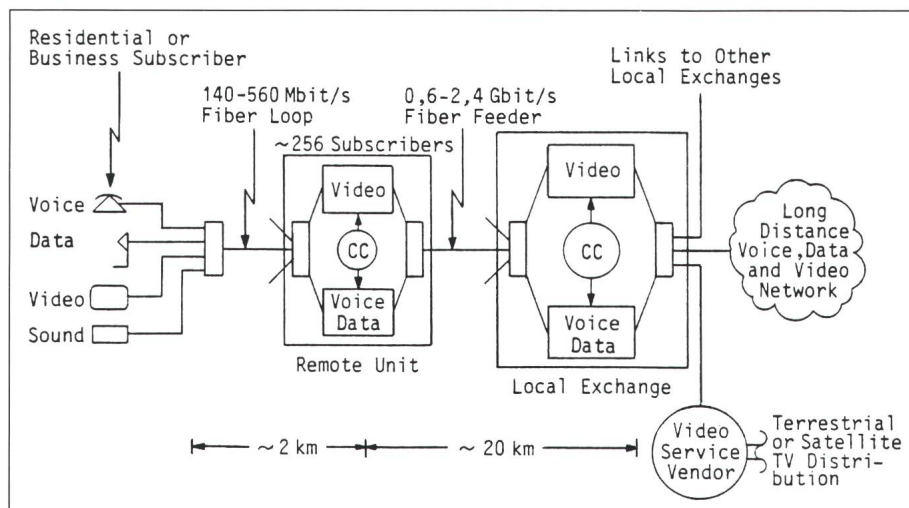 Residential or
Business Subscriber
140-560 Mbit/s
Fiber Loop
0,6-2,4 Gbit/s
Fiber Feeder
Links to Other
Local Exchanges
~256 Subscribers
Voice
Data
Video
Sound
Video
CC
Voice
Data
Remote Unit
Video
CC
Voice
Data
Local Exchange
Long
Distance
Voice,Data
and Video
Network
~ 2 km
~ 20 km
Video
Service
Vendor
Terrestrial
or Satellite
TV Distri-
bution